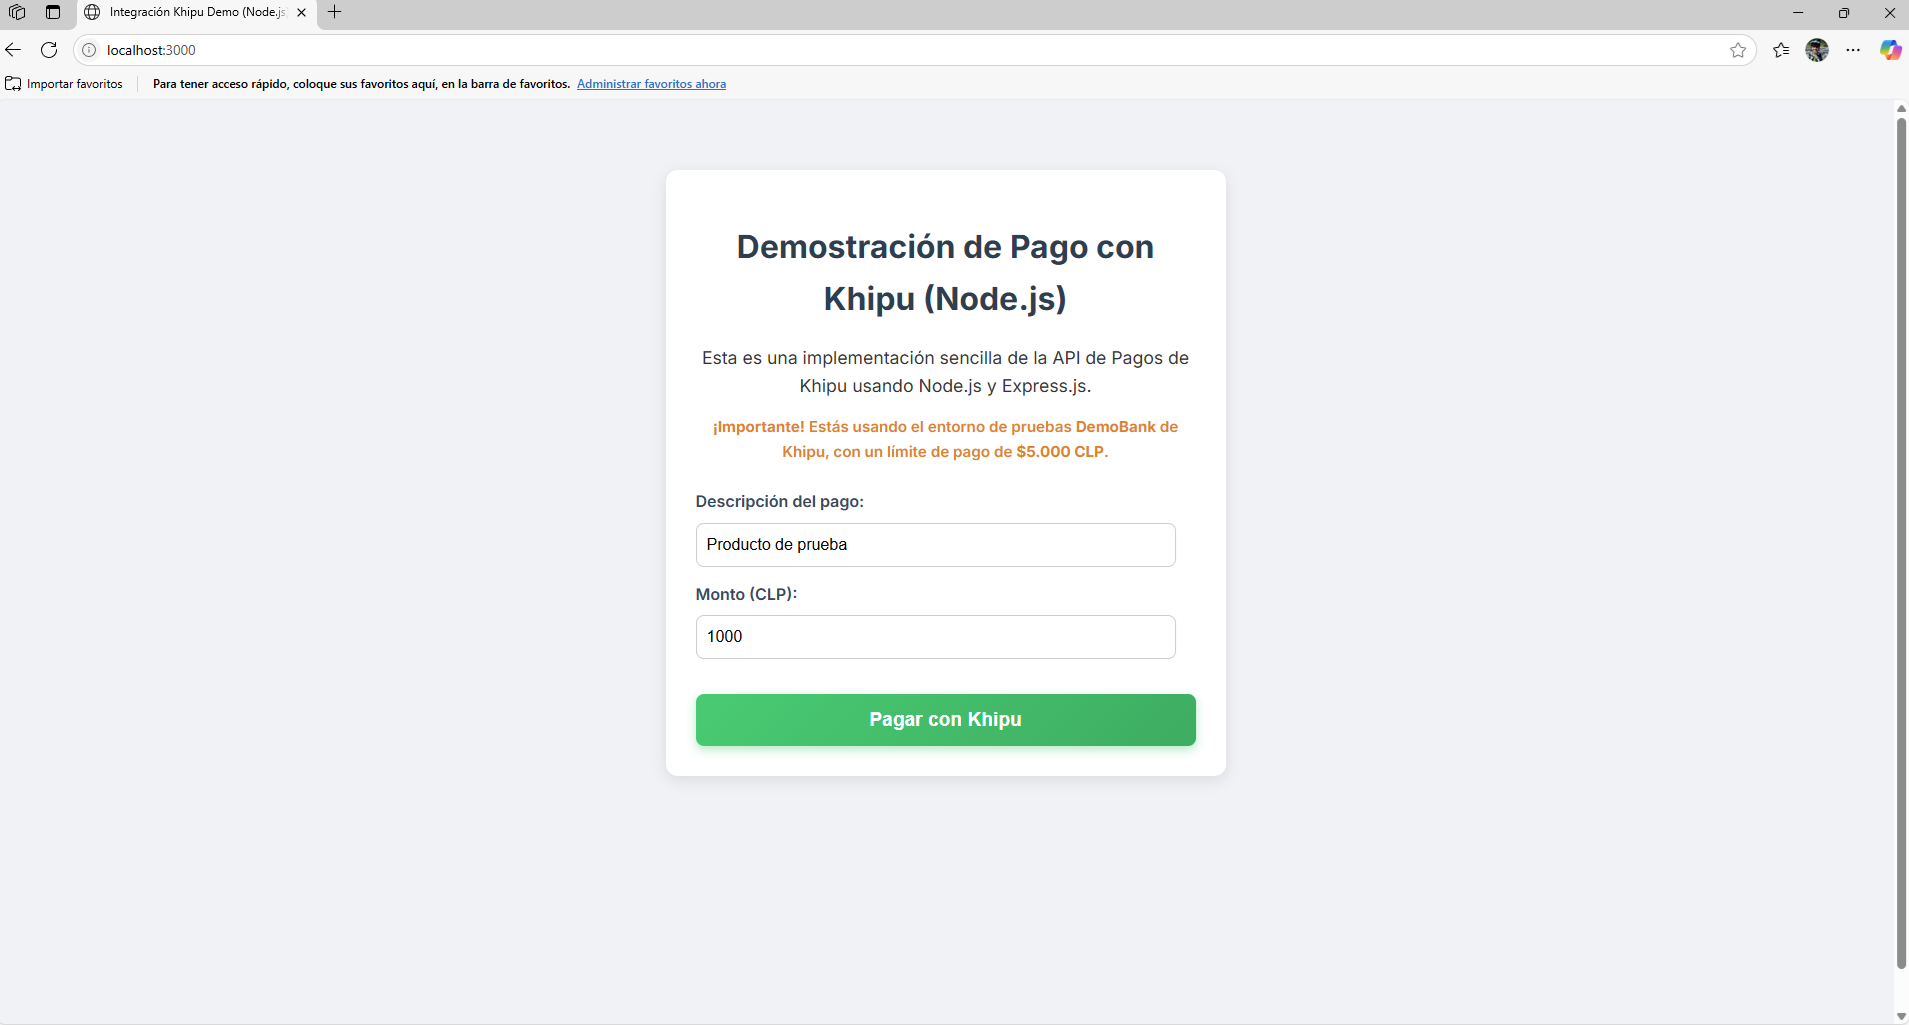 Integración Khipu Demo (Node.js
localhost:3000
Importar favoritos
Para tener acceso rápido, coloque sus favoritos aquí, en la barra de favoritos. Administrar favoritos ahora
Demostración de Pago con
Khipu (Node.js)
Esta es una implementación sencilla de la API de Pagos de
Khipu usando Node.js y Express.js.
¡Importante! Estás usando el entorno de pruebas DemoBank de
Khipu, con un límite de pago de $5.000 CLP.
Descripción del pago:
Producto de prueba
Monto (CLP):
1000
Pagar con Khipu